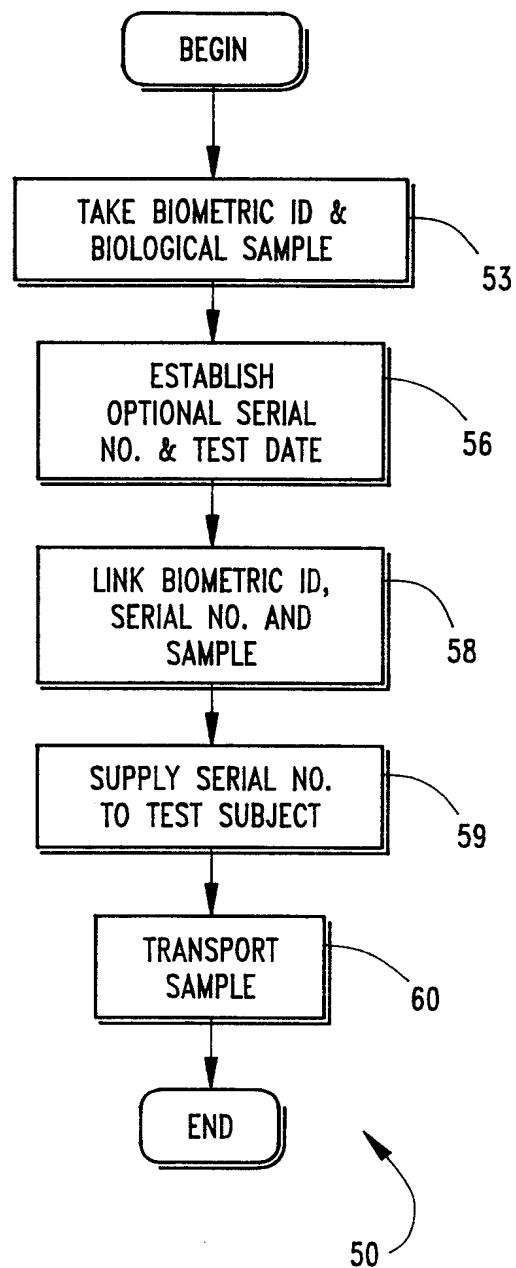 BEGIN
TAKE BIOMETRIC ID &
BIOLOGICAL SAMPLE
53
ESTABLISH
OPTIONAL SERIAL
NO. & TEST DATE
56
LINK BIOMETRIC ID,
SERIAL NO. AND
SAMPLE
58
SUPPLY SERIAL NO.
TO TEST SUBJECT
59
TRANSPORT
SAMPLE
60
END
50